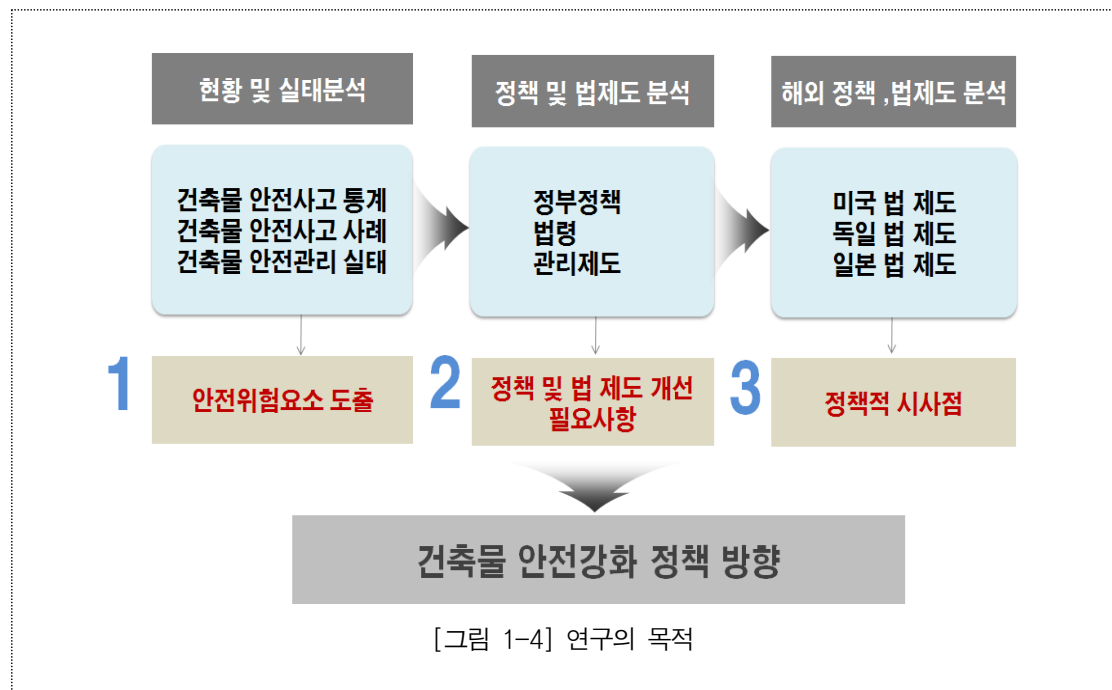 현황 및 실태분석
건축물 안전사고 통계
건축물 안전사고 사례
건축물 안전관리 실태
1
안전위험요소 도출
정책 및 법제도 분석
정부정책
법령
관리제도
2
정책 및 법 제도 개선
필요사항
해외 정책 ,법제도 분석
미국 법 제도
독일 법 제도
일본 법 제도
3
정책적 시사점
건축물 안전강화 정책 방향
[그림 1-4] 연구의 목적